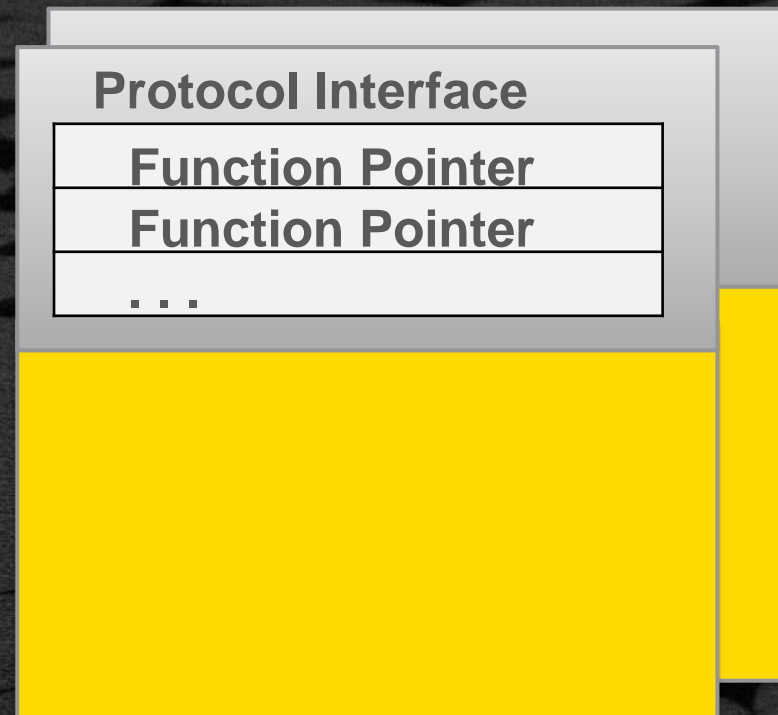 Protocol Interface
Function Pointer
Function Pointer
. . .